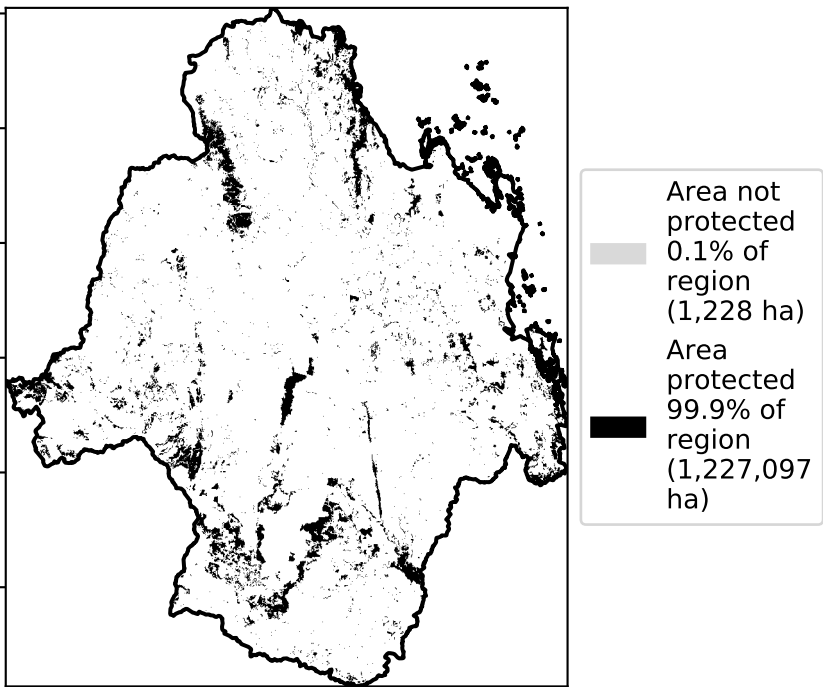 Area not
protected
0.1% of
region
(1,228 ha)
Area
protected
99.9% of
region
(1,227,097
ha)